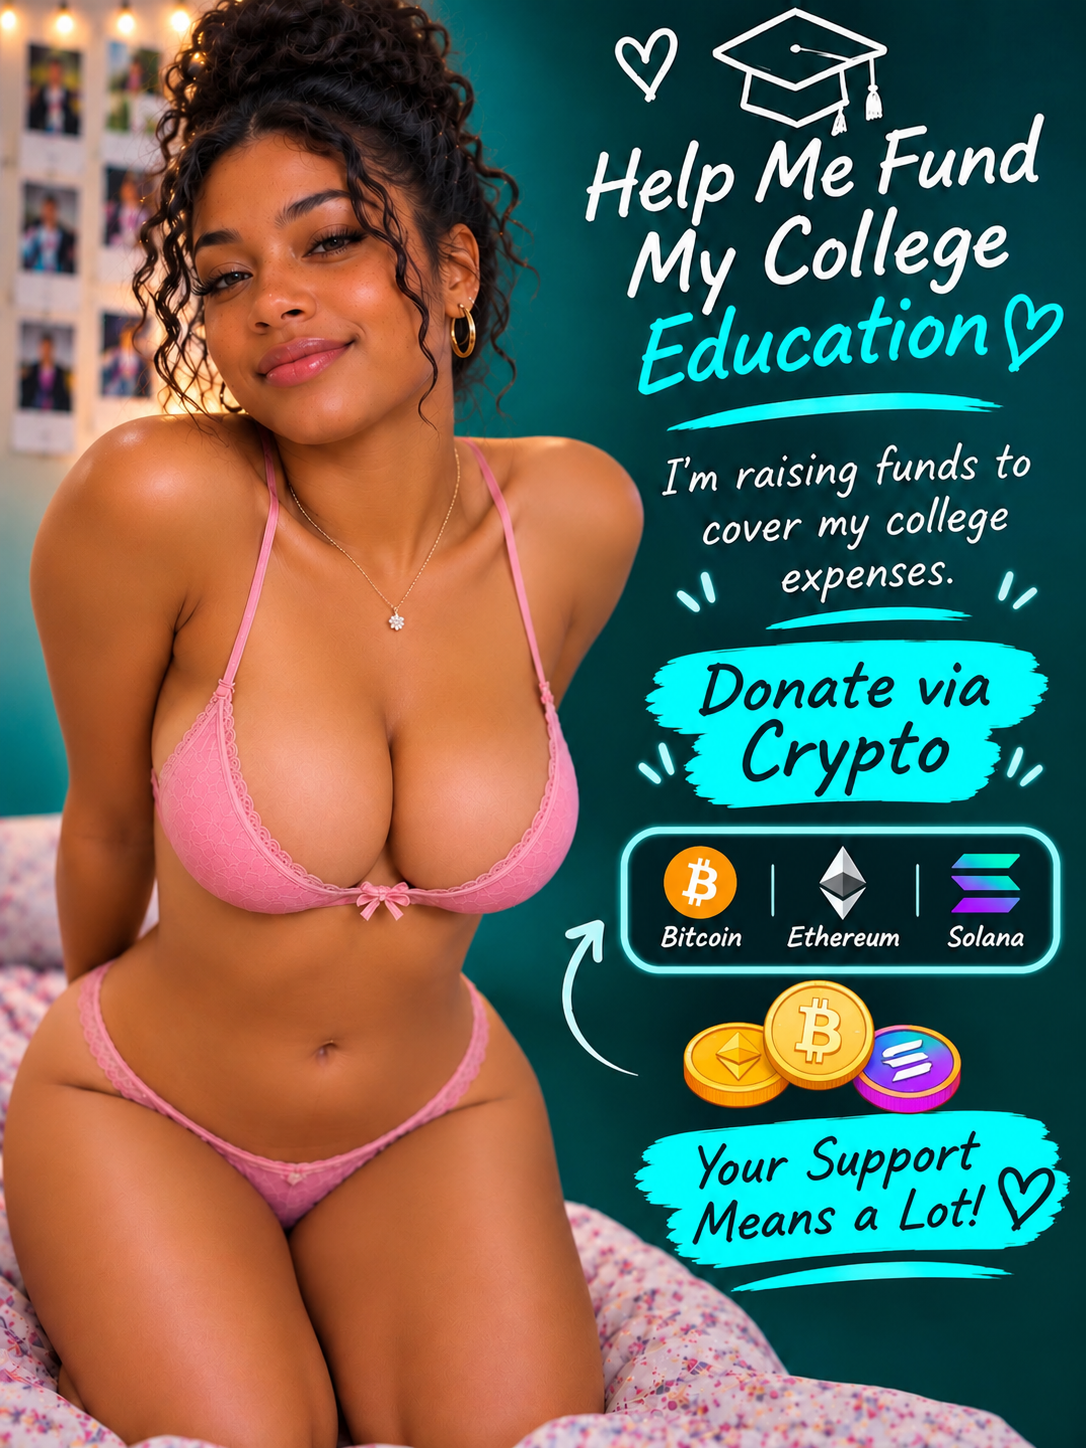 Help Me Fund
My College
Education
I'm raising funds to
cover my college
expenses.
Donate via
Crypto
Bitcoin
Ethereum
Solana
Your Support
Means a Lot!